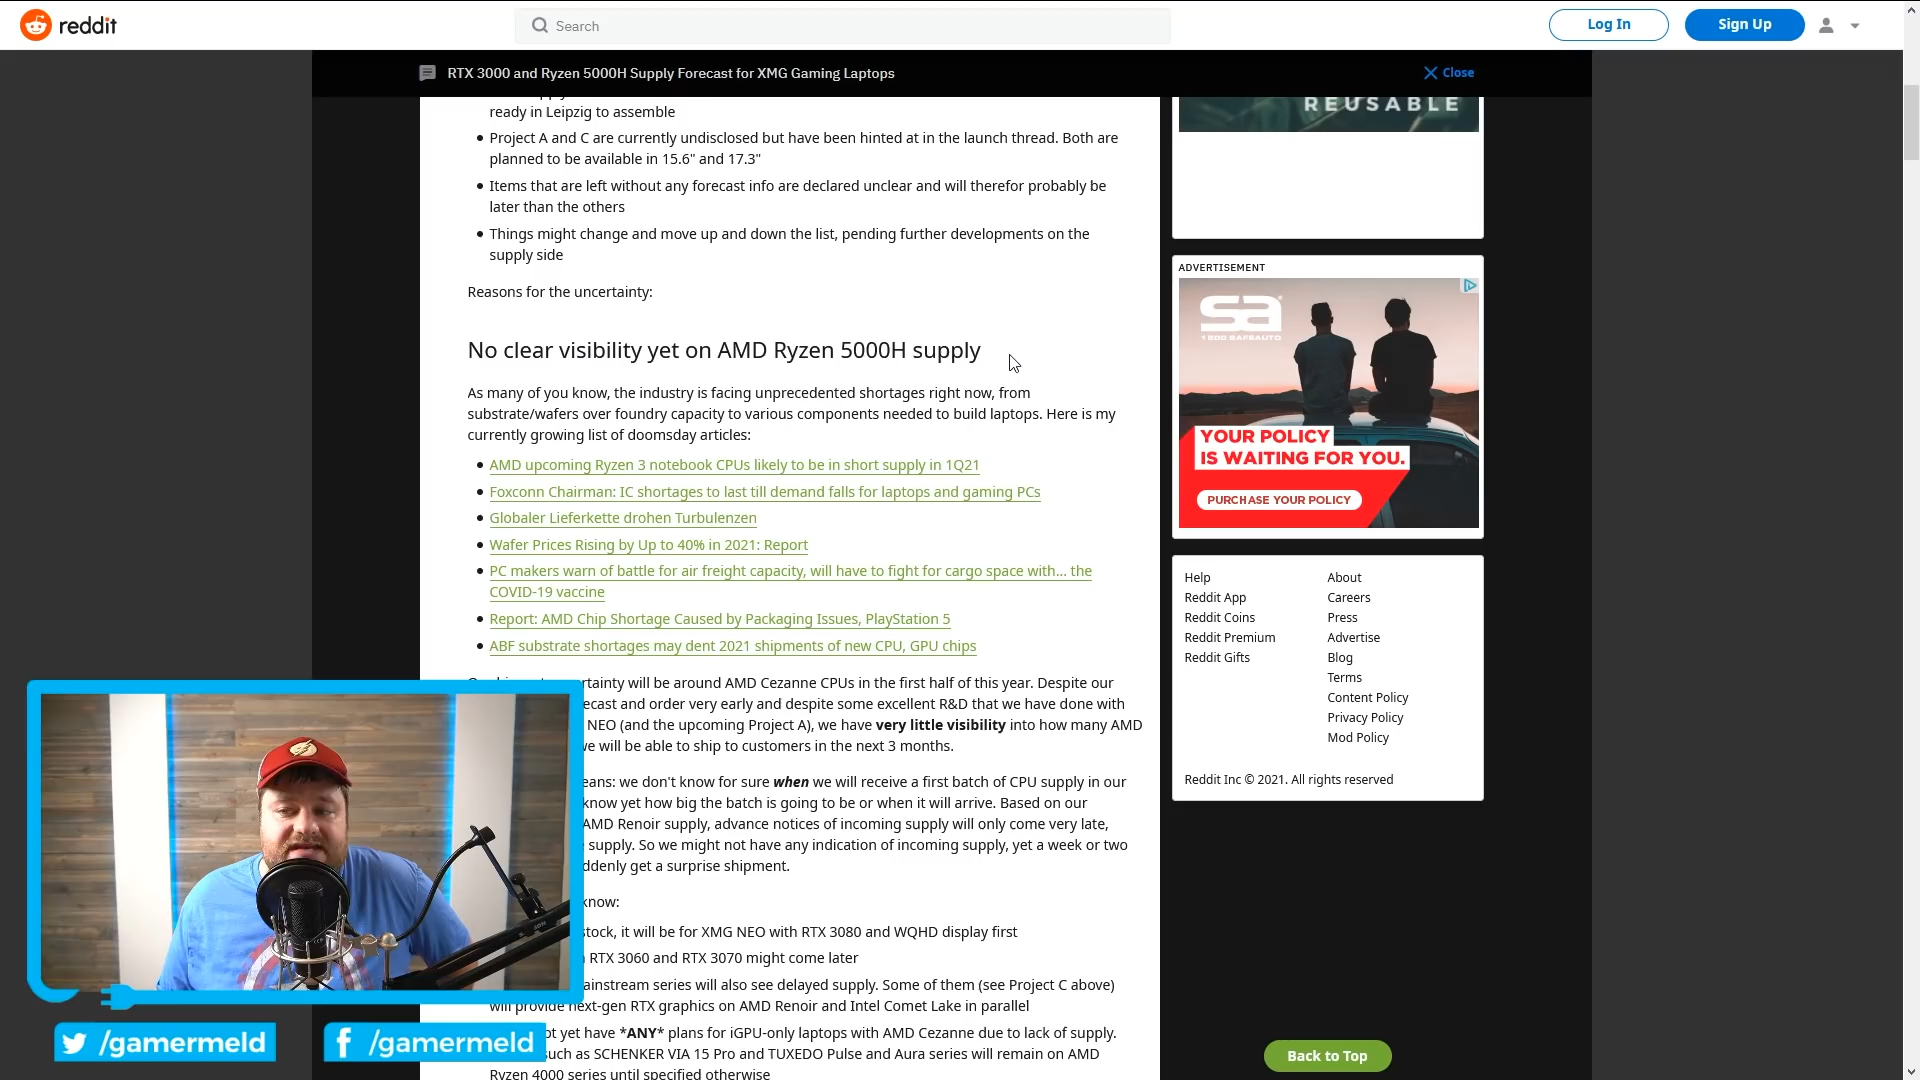 reddit
Search
Log In
Sign Up
RTX 3000 and Ryzen 5000H Supply Forecast for XMG Gaming Laptops
Close
ready in Leipzig to assemble
Project A and C are currently undisclosed but have been hinted at in the launch thread. Both are
planned to be available in 15.6" and 17.3"
Items that are left without any forecast info are declared unclear and will therefor probably be
later than the others
Things might change and move up and down the list, pending further developments on the
supply side
Reasons for the uncertainty:
No clear visibility yet on AMD Ryzen 5000H supply
As many of you know, the industry is facing unprecedented shortages right now, from
substrate/wafers over foundry capacity to various components needed to build laptops. Here is my
currently growing list of doomsday articles:
AMD upcoming Ryzen 3 notebook CPUs likely to be in short supply in 1Q21
Foxconn Chairman: IC shortages to last till demand falls for laptops and gaming PCs
Globaler Lieferkette drohen Turbulenzen
Wafer Prices Rising by Up to 40% in 2021: Report
PC makers warn of battle for air freight capacity, will have to fight for cargo space with... the
COVID-19 vaccine
Report: AMD Chip Shortage Caused by Packaging Issues, PlayStation 5
ABF substrate shortages may dent 2021 shipments of new CPU, GPU chips
will be around AMD Cezanne CPUs in the first half of this year. Despite our
and order very early and despite some excellent R&D that we have done with
NEO (and the upcoming Project A), we have very little visibility into how many AMD
we will be able to ship to customers in the next 3 months.
we don't know for sure when we will receive a first batch of CPU supply in our
know yet how big the batch is going to be or when it will arrive. Based on our
AMD Renoir supply, advance notices of incoming supply will only come very late,
supply. So we might not have any indication of incoming supply, yet a week or two
get a surprise shipment.
know:
stock, it will be for XMG NEO with RTX 3080 and WQHD display first
RTX 3060 and RTX 3070 might come later
series will also see delayed supply. Some of them (see Project C above)
will provide next-gen RTX graphics on AMD Renoir and Intel Comet Lake in parallel
yet have *ANY* plans for iGPU-only laptops with AMD Cezanne due to lack of supply.
such as SCHENKER VIA 15 Pro and TUXEDO Pulse and Aura series will remain on AMD
Ryzen 4000 series until specified otherwise
REUSABLE
ADVERTISEMENT
sa
1 800 SAFEAUTO
YOUR POLICY
IS WAITING FOR YOU.
PURCHASE YOUR POLICY
Help
Reddit App
Reddit Coins
Reddit Premium
Reddit Gifts
About
Careers
Press
Advertise
Blog
Terms
Content Policy
Privacy Policy
Mod Policy
Reddit Inc © 2021. All rights reserved
Back to Top
/gamermeld
/gamermeld